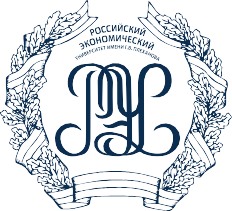 РОССИЙСКИЙ
ЭКОНОМИЧЕСКИЙ
УНИВЕРСИТЕТ ИМЕНИ Г.В. ПЛЕХАНОВА